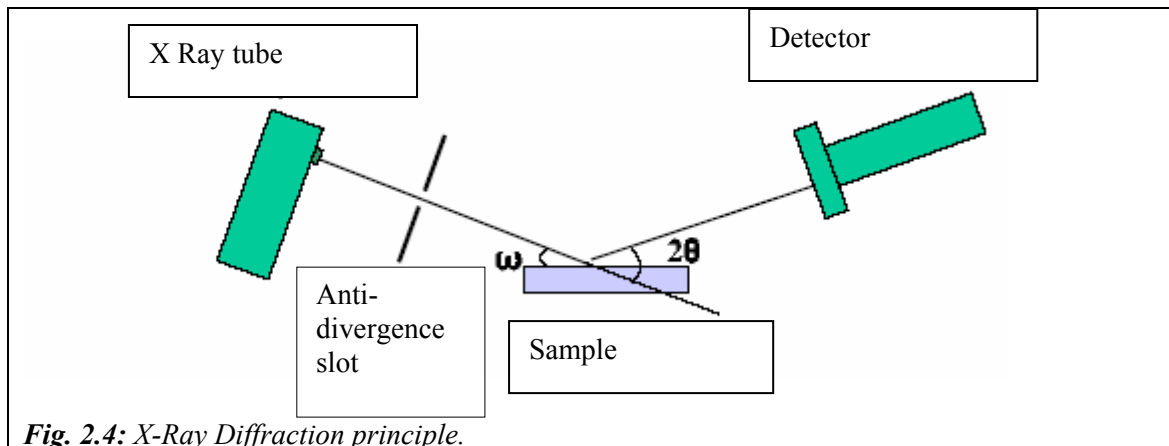 X Ray tube
Detector
ω
2θ
Anti-
divergence
slot
Sample
Fig. 2.4: X-Ray Diffraction principle.